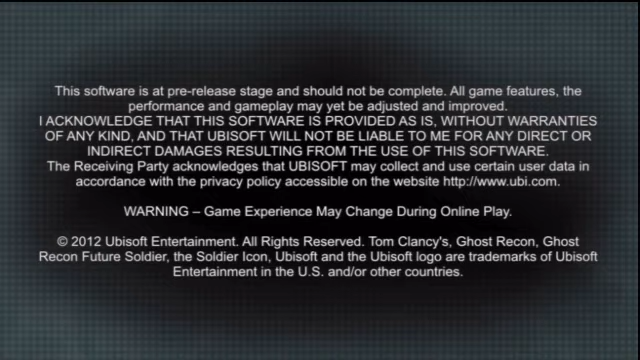 This software is at pre-release stage and should not be complete. All game features, the
performance and gameplay may yet be adjusted and improved.
I ACKNOWLEDGE THAT THIS SOFTWARE IS PROVIDED AS IS, WITHOUT WARRANTIES
OF ANY KIND, AND THAT UBISOFT WILL NOT BE LIABLE TO ME FOR ANY DIRECT OR
INDIRECT DAMAGES RESULTING FROM THE USE OF THIS SOFTWARE.
The Receiving Party acknowledges that UBISOFT may collect and use certain user data in
accordance with the privacy policy accessible on the website http://www.ubi.com.
WARNING – Game Experience May Change During Online Play.
© 2012 Ubisoft Entertainment. All Rights Reserved. Tom Clancy's, Ghost Recon, Ghost
Recon Future Soldier, the Soldier Icon, Ubisoft and the Ubisoft logo are trademarks of Ubisoft
Entertainment in the U.S. and/or other countries.